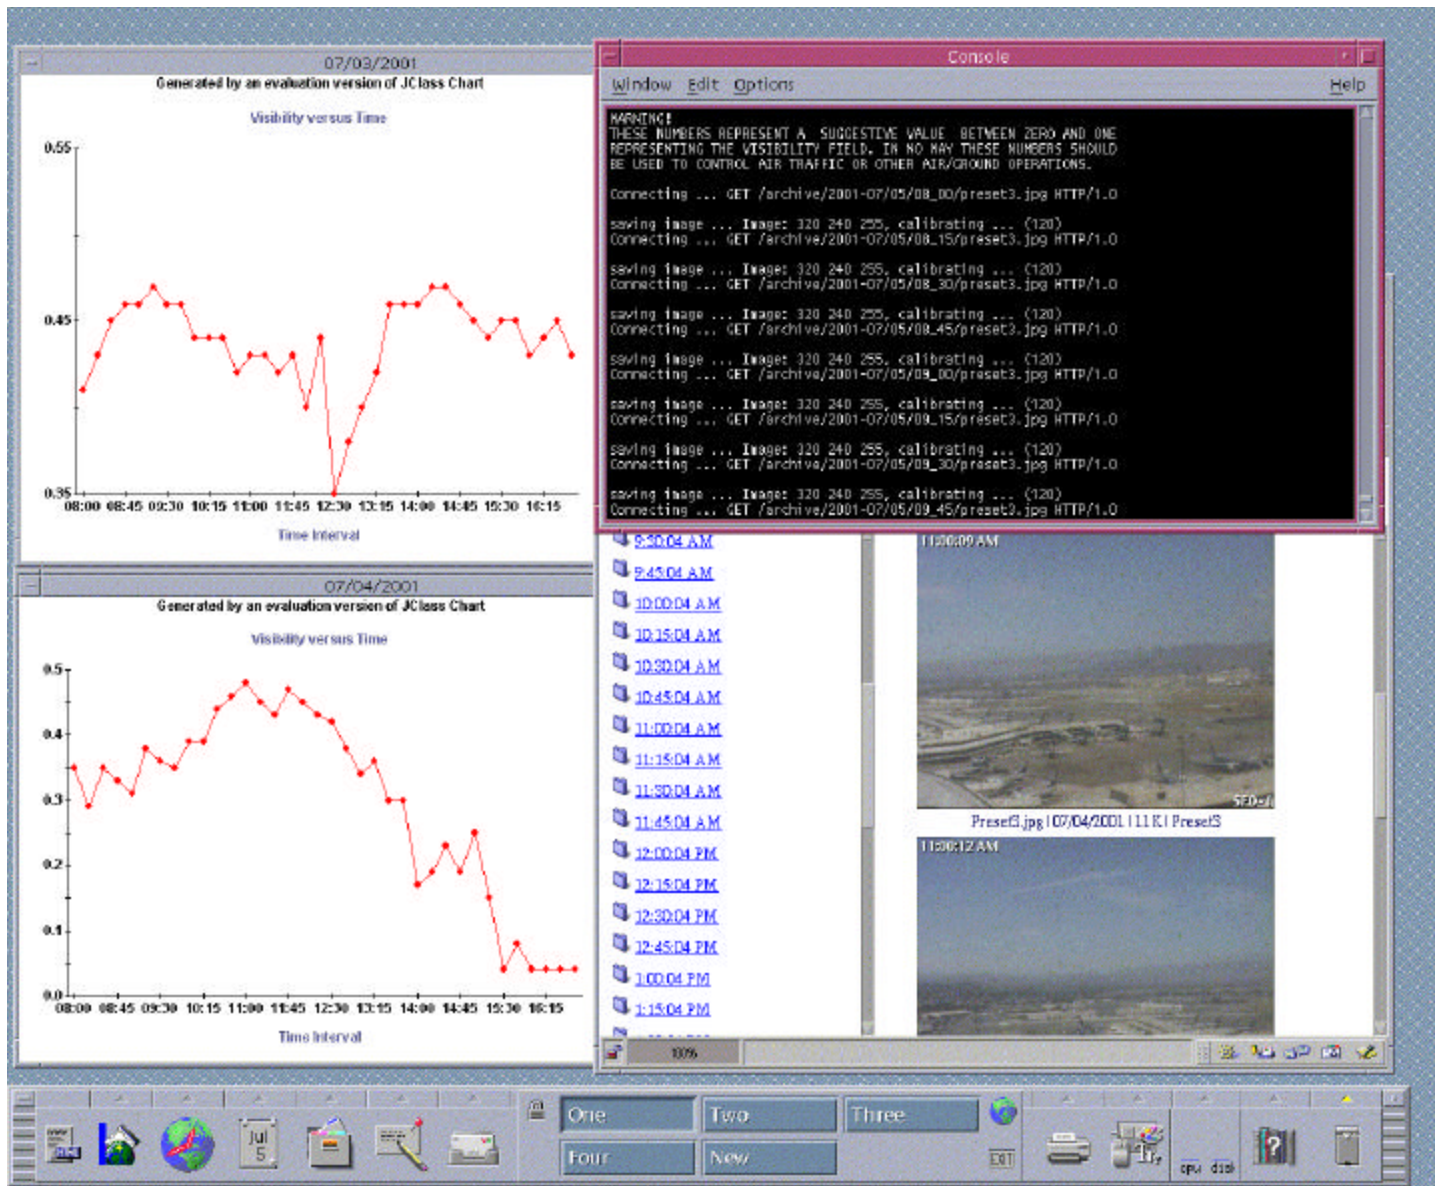 07/03/2001
Generated by an evaluation version of JClass Chart
Visibility versus Time
0.55
0.45
0.35
08:00 08:45 09:30 10:15 11:00 11:45 12:30 13:15 14:00 14:45 15:30 16:15
Time Interval
07/04/2001
Generated by an evaluation version of JClass Chart
Visibility versus Time
0.5
0.4
0.3
0.2
0.1
0.0
08:00 08:45 09:30 10:15 11:00 11:45 12:30 13:15 14:00 14:45 15:30 16:15
Time Interval
Console
Window Edit Options Help
WARNING!
THESE NUMBERS REPRESENT A SUGGESTIVE VALUE BETWEEN ZERO AND ONE
REPRESENTING THE VISIBILITY FIELD. IN NO WAY THESE NUMBERS SHOULD
BE USED TO CONTROL AIR TRAFFIC OR OTHER AIR/GROUND OPERATIONS.
Connecting ... GET /archive/2001-07/05/08_00/preset3.jpg HTTP/1.0
saving image ... Image: 320 240 255, calibrating ... (120)
Connecting ... GET /archive/2001-07/05/08_15/preset3.jpg HTTP/1.0
saving image ... Image: 320 240 255, calibrating ... (120)
Connecting ... GET /archive/2001-07/05/08_30/preset3.jpg HTTP/1.0
saving image ... Image: 320 240 255, calibrating ... (120)
Connecting ... GET /archive/2001-07/05/08_45/preset3.jpg HTTP/1.0
saving image ... Image: 320 240 255, calibrating ... (120)
Connecting ... GET /archive/2001-07/05/09_00/preset3.jpg HTTP/1.0
saving image ... Image: 320 240 255, calibrating ... (120)
Connecting ... GET /archive/2001-07/05/09_15/preset3.jpg HTTP/1.0
saving image ... Image: 320 240 255, calibrating ... (120)
Connecting ... GET /archive/2001-07/05/09_30/preset3.jpg HTTP/1.0
saving image ... Image: 320 240 255, calibrating ... (120)
Connecting ... GET /archive/2001-07/05/09_45/preset3.jpg HTTP/1.0
9:30:04 AM
9:45:04 AM
10:00:04 AM
10:15:04 AM
10:30:04 AM
10:45:04 AM
11:00:04 AM
11:15:04 AM
11:30:04 AM
11:45:04 AM
12:00:04 PM
12:15:04 PM
12:30:04 PM
12:45:04 PM
1:00:04 PM
1:15:04 PM
11:00:09 AM
SFO-1
Preset3.jpg | 07/04/2001 | 11 K | Preset3
11:00:12 AM
100%
Jul
5
One Two Three
Four New
EXIT
cpu disk